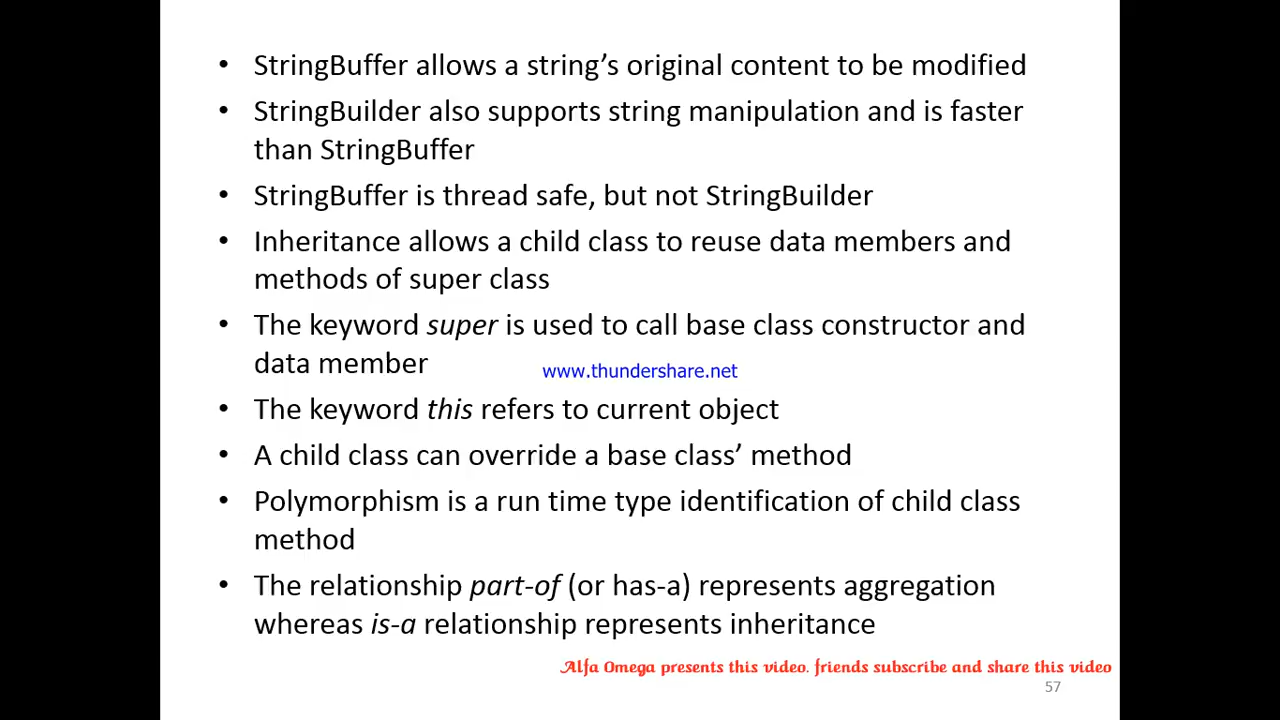 • StringBuffer allows a string’s original content to be modified
• StringBuilder also supports string manipulation and is faster
than StringBuffer
• StringBuffer is thread safe, but not StringBuilder
• Inheritance allows a child class to reuse data members and
methods of super class
• The keyword super is used to call base class constructor and
data member
www.thundershare.net
• The keyword this refers to current object
• A child class can override a base class’ method
• Polymorphism is a run time type identification of child class
method
• The relationship part-of (or has-a) represents aggregation
whereas is-a relationship represents inheritance
Alfa Omega presents this video. friends subscribe and share this video
57